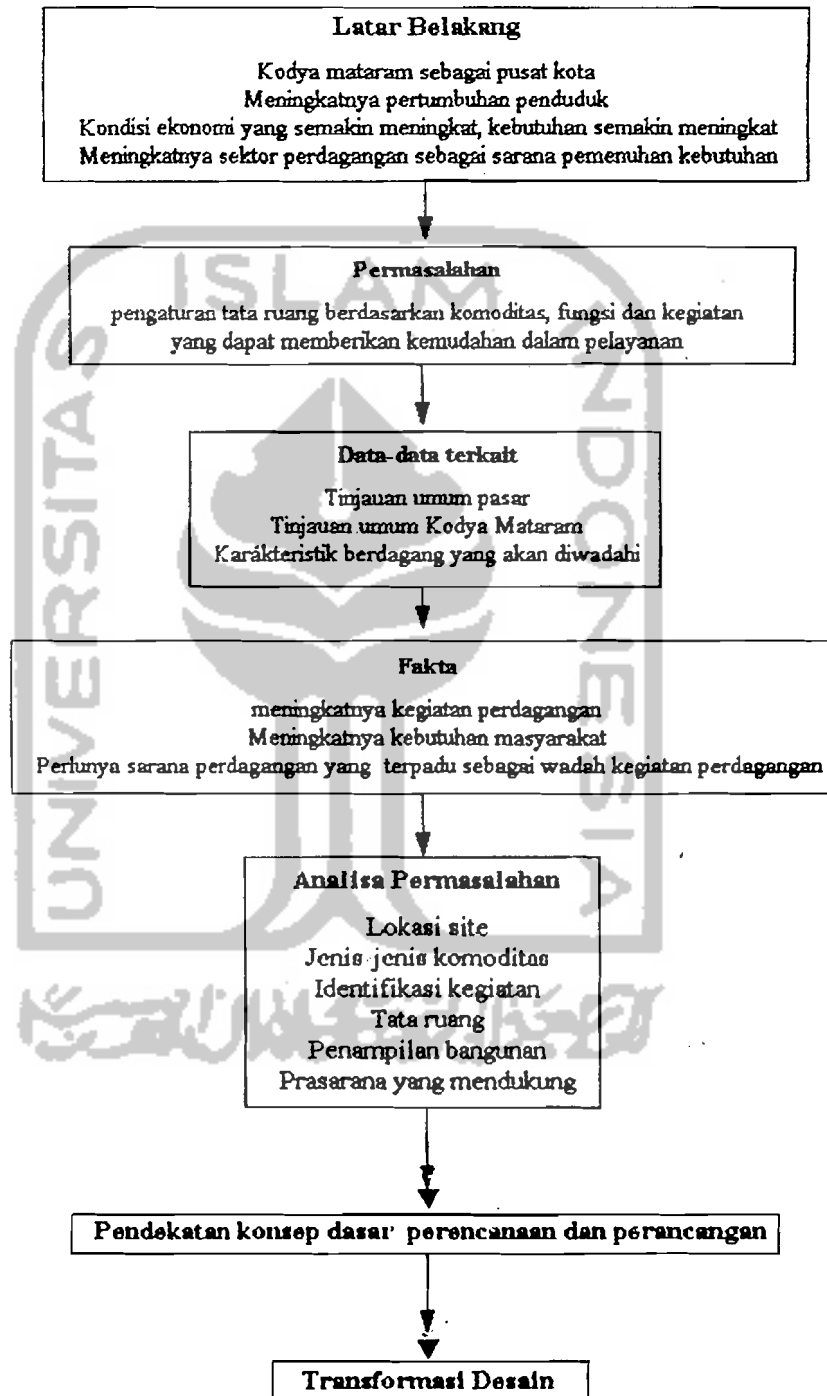 Latar Belakang
Kodya mataram sebagai pusat kota
Meningkatnya pertumbuhan penduduk
Kondisi ekonomi yang semakin meningkat, kebutuhan semakin meningkat
Meningkatnya sektor perdagangan sebagai sarana pemenuhan kebutuhan
Permasalahan
pengaturan tata ruang berdasarkan komoditas, fungsi dan kegiatan
yang dapat memberikan kemudahan dalam pelayanan
Data-data terkait
Tinjauan umum pasar
Tinjauan umum Kodya Mataram
Karakteristik berdagang yang akan diwadahi
Fakta
meningkatnya kegiatan perdagangan
Meningkatnya kebutuhan masyarakat
Perlunya sarana perdagangan yang terpadu sebagai wadah kegiatan perdagangan
Analisa Permasalahan
Lokasi site
Jenis-jenis komoditas
Identifikasi kegiatan
Tata ruang
Penampilan bangunan
Prasarana yang mendukung
Pendekatan konsep dasar perencanaan dan perancangan
Transformasi Desain
UNIVERSITAS
ISLAM
INDONESIA